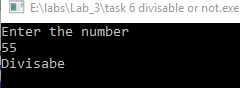 E:\labs\Lab_3\task 6 divisable or not.exe
Enter the number
55
Divisabe